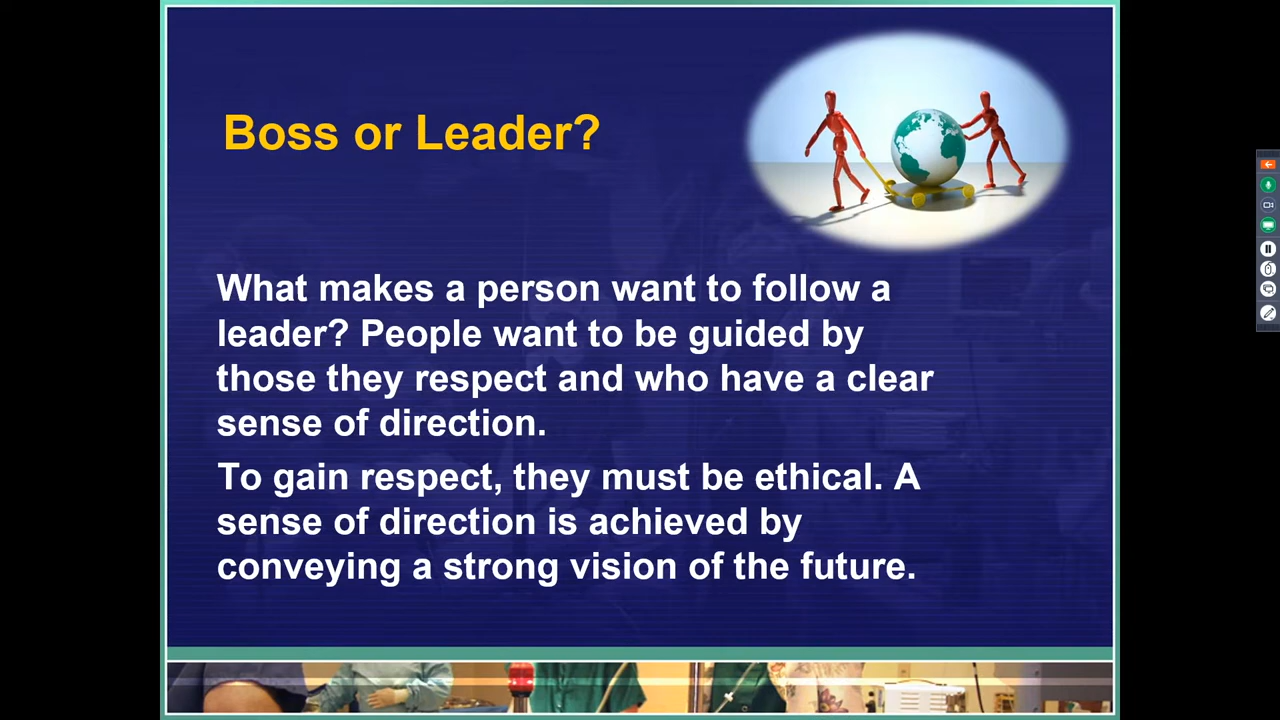 Boss or Leader?
What makes a person want to follow a
leader? People want to be guided by
those they respect and who have a clear
sense of direction.
To gain respect, they must be ethical. A
sense of direction is achieved by
conveying a strong vision of the future.